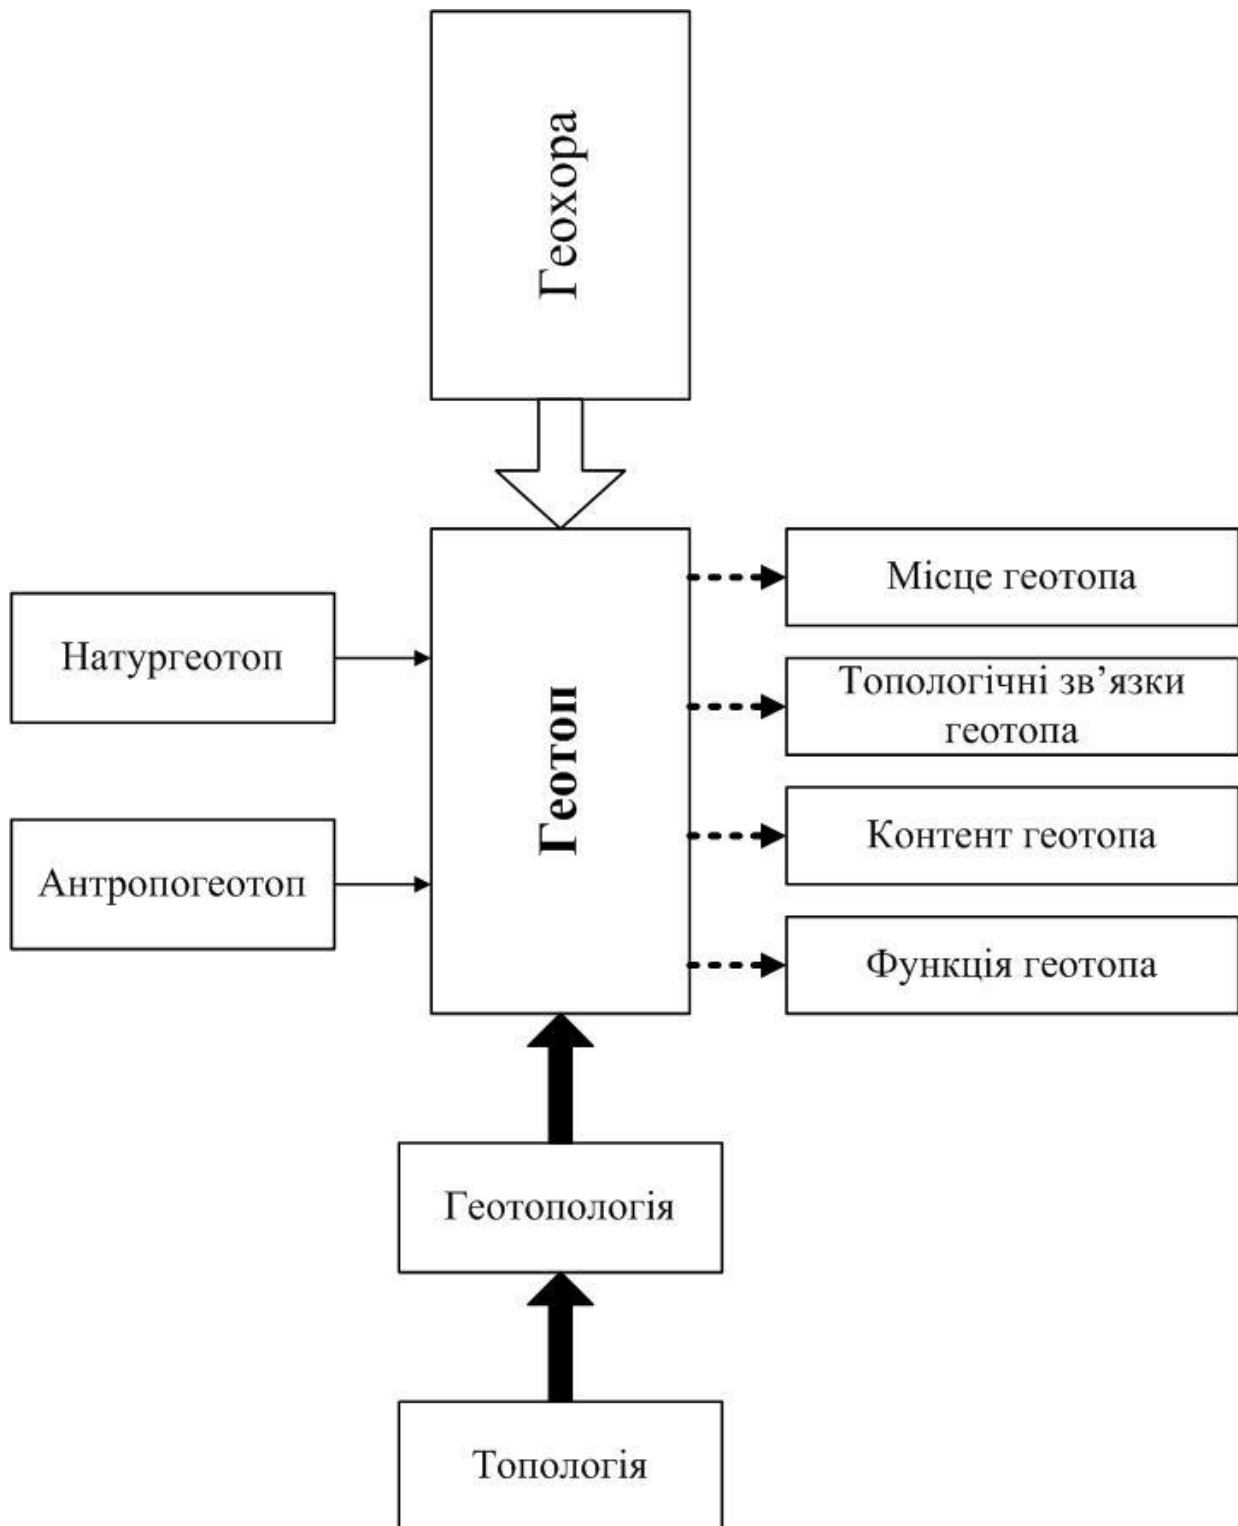 Геохора
Натургеотоп
Антропогеотоп
Геотоп
Місце геотопа
Топологічні зв’язки
геотопа
Контент геотопа
Функція геотопа
Геотопологія
Топологія